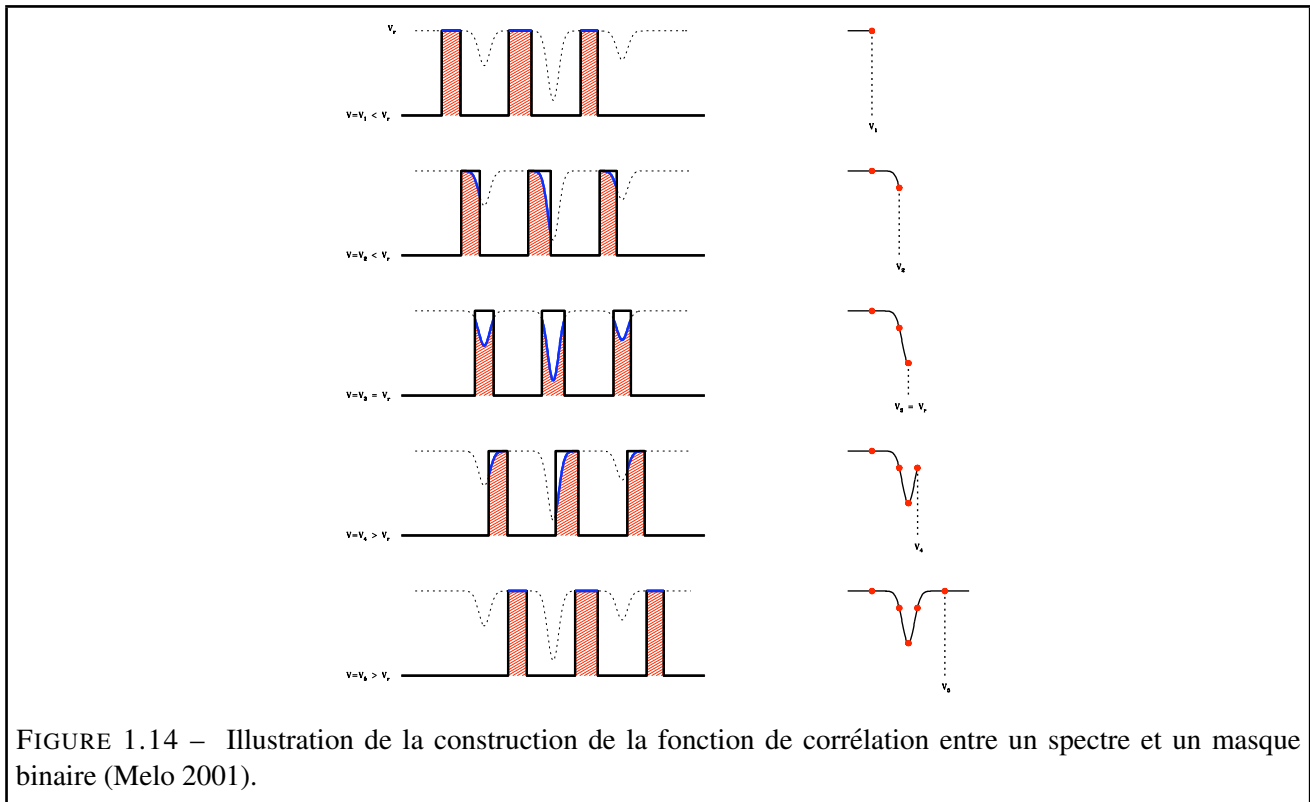 V_r
V=V_1 < V_r
V_1
V=V_2 < V_r
V_2
V=V_3 = V_r
V_3 = V_r
V=V_4 > V_r
V_4
V=V_5 > V_r
V_5
FIGURE 1.14 – Illustration de la construction de la fonction de corrélation entre un spectre et un masque
binaire (Melo 2001).